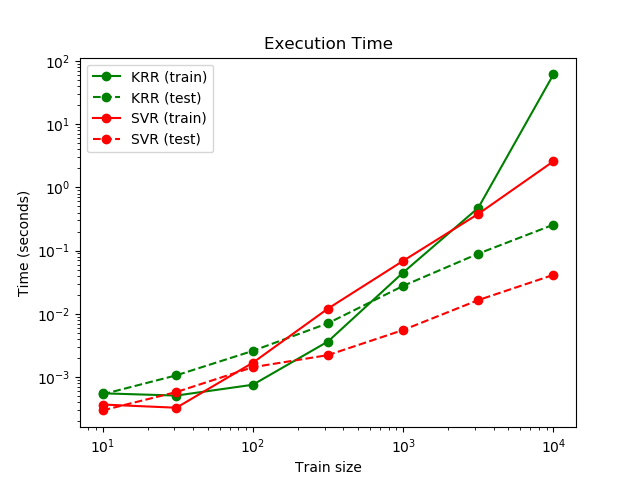 Execution Time
KRR (train)
KRR (test)
SVR (train)
SVR (test)
Time (seconds)
10²
10¹
10⁰
10⁻¹
10⁻²
10⁻³
10¹ 10² 10³ 10⁴
Train size